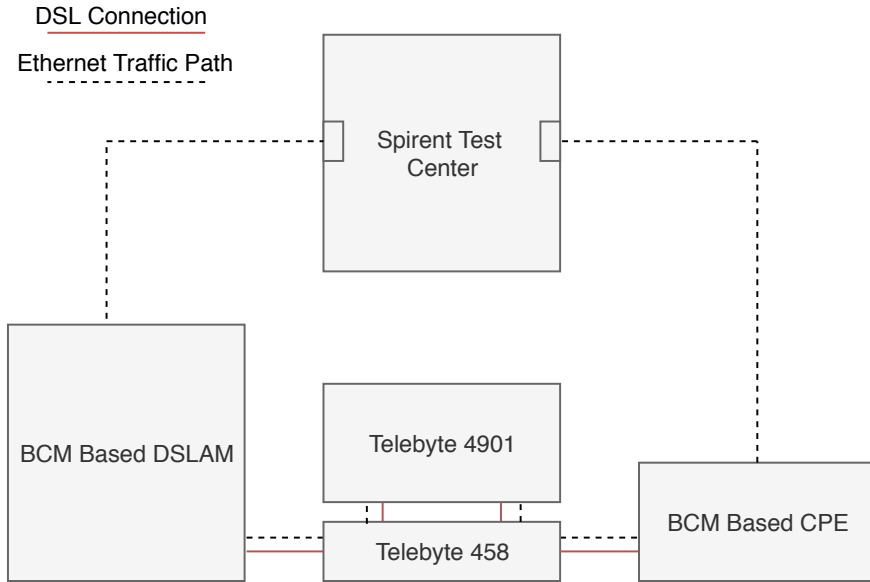 DSL Connection
Ethernet Traffic Path
Spirent Test
Center
BCM Based DSLAM
Telebyte 4901
BCM Based CPE
Telebyte 458